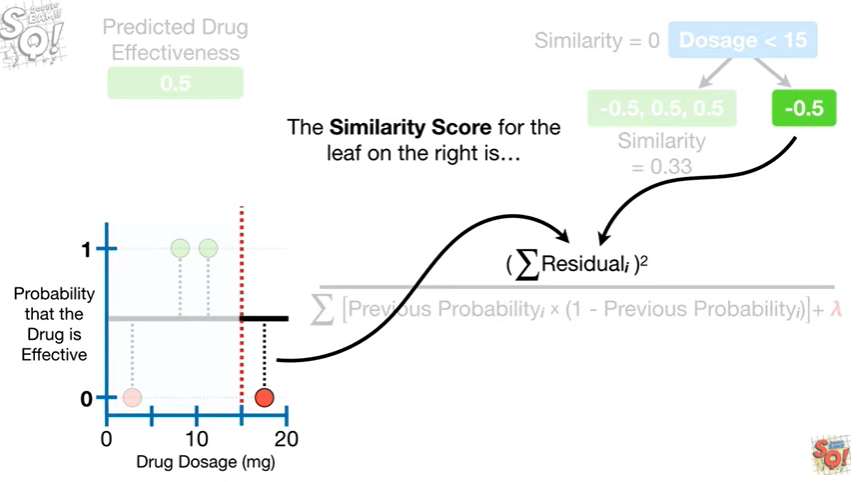 SQ!
Predicted Drug
Effectiveness
0.5
Similarity = 0
Dosage < 15
-0.5, 0.5, 0.5
-0.5
Similarity
= 0.33
The Similarity Score for the
leaf on the right is…
(∑Residualᵢ)²
∑ [Previous Probabilityᵢ × (1 - Previous Probabilityᵢ)]+ λ
1
Probability
that the
Drug is
Effective
0
0
10
20
Drug Dosage (mg)
SQ!